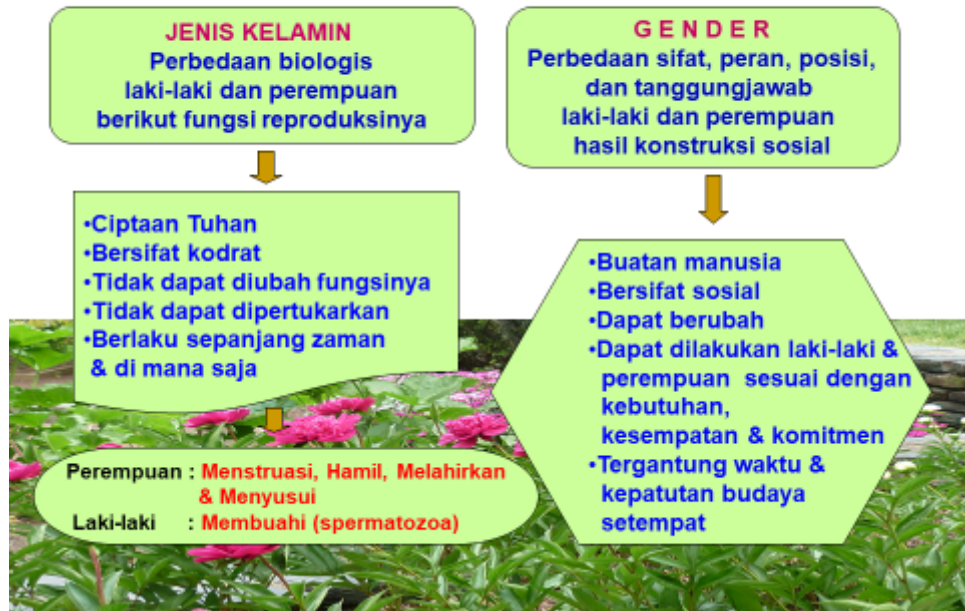 JENIS KELAMIN
Perbedaan biologis
laki-laki dan perempuan
berikut fungsi reproduksinya
•Ciptaan Tuhan
•Bersifat kodrat
•Tidak dapat diubah fungsinya
•Tidak dapat dipertukarkan
•Berlaku sepanjang zaman
& di mana saja
Perempuan : Menstruasi, Hamil, Melahirkan
& Menyusui
Laki-laki : Membuahi (spermatozoa)
G E N D E R
Perbedaan sifat, peran, posisi,
dan tanggungjawab
laki-laki dan perempuan
hasil konstruksi sosial
•Buatan manusia
•Bersifat sosial
•Dapat berubah
•Dapat dilakukan laki-laki &
perempuan sesuai dengan
kebutuhan,
kesempatan & komitmen
•Tergantung waktu &
kepatutan budaya
setempat